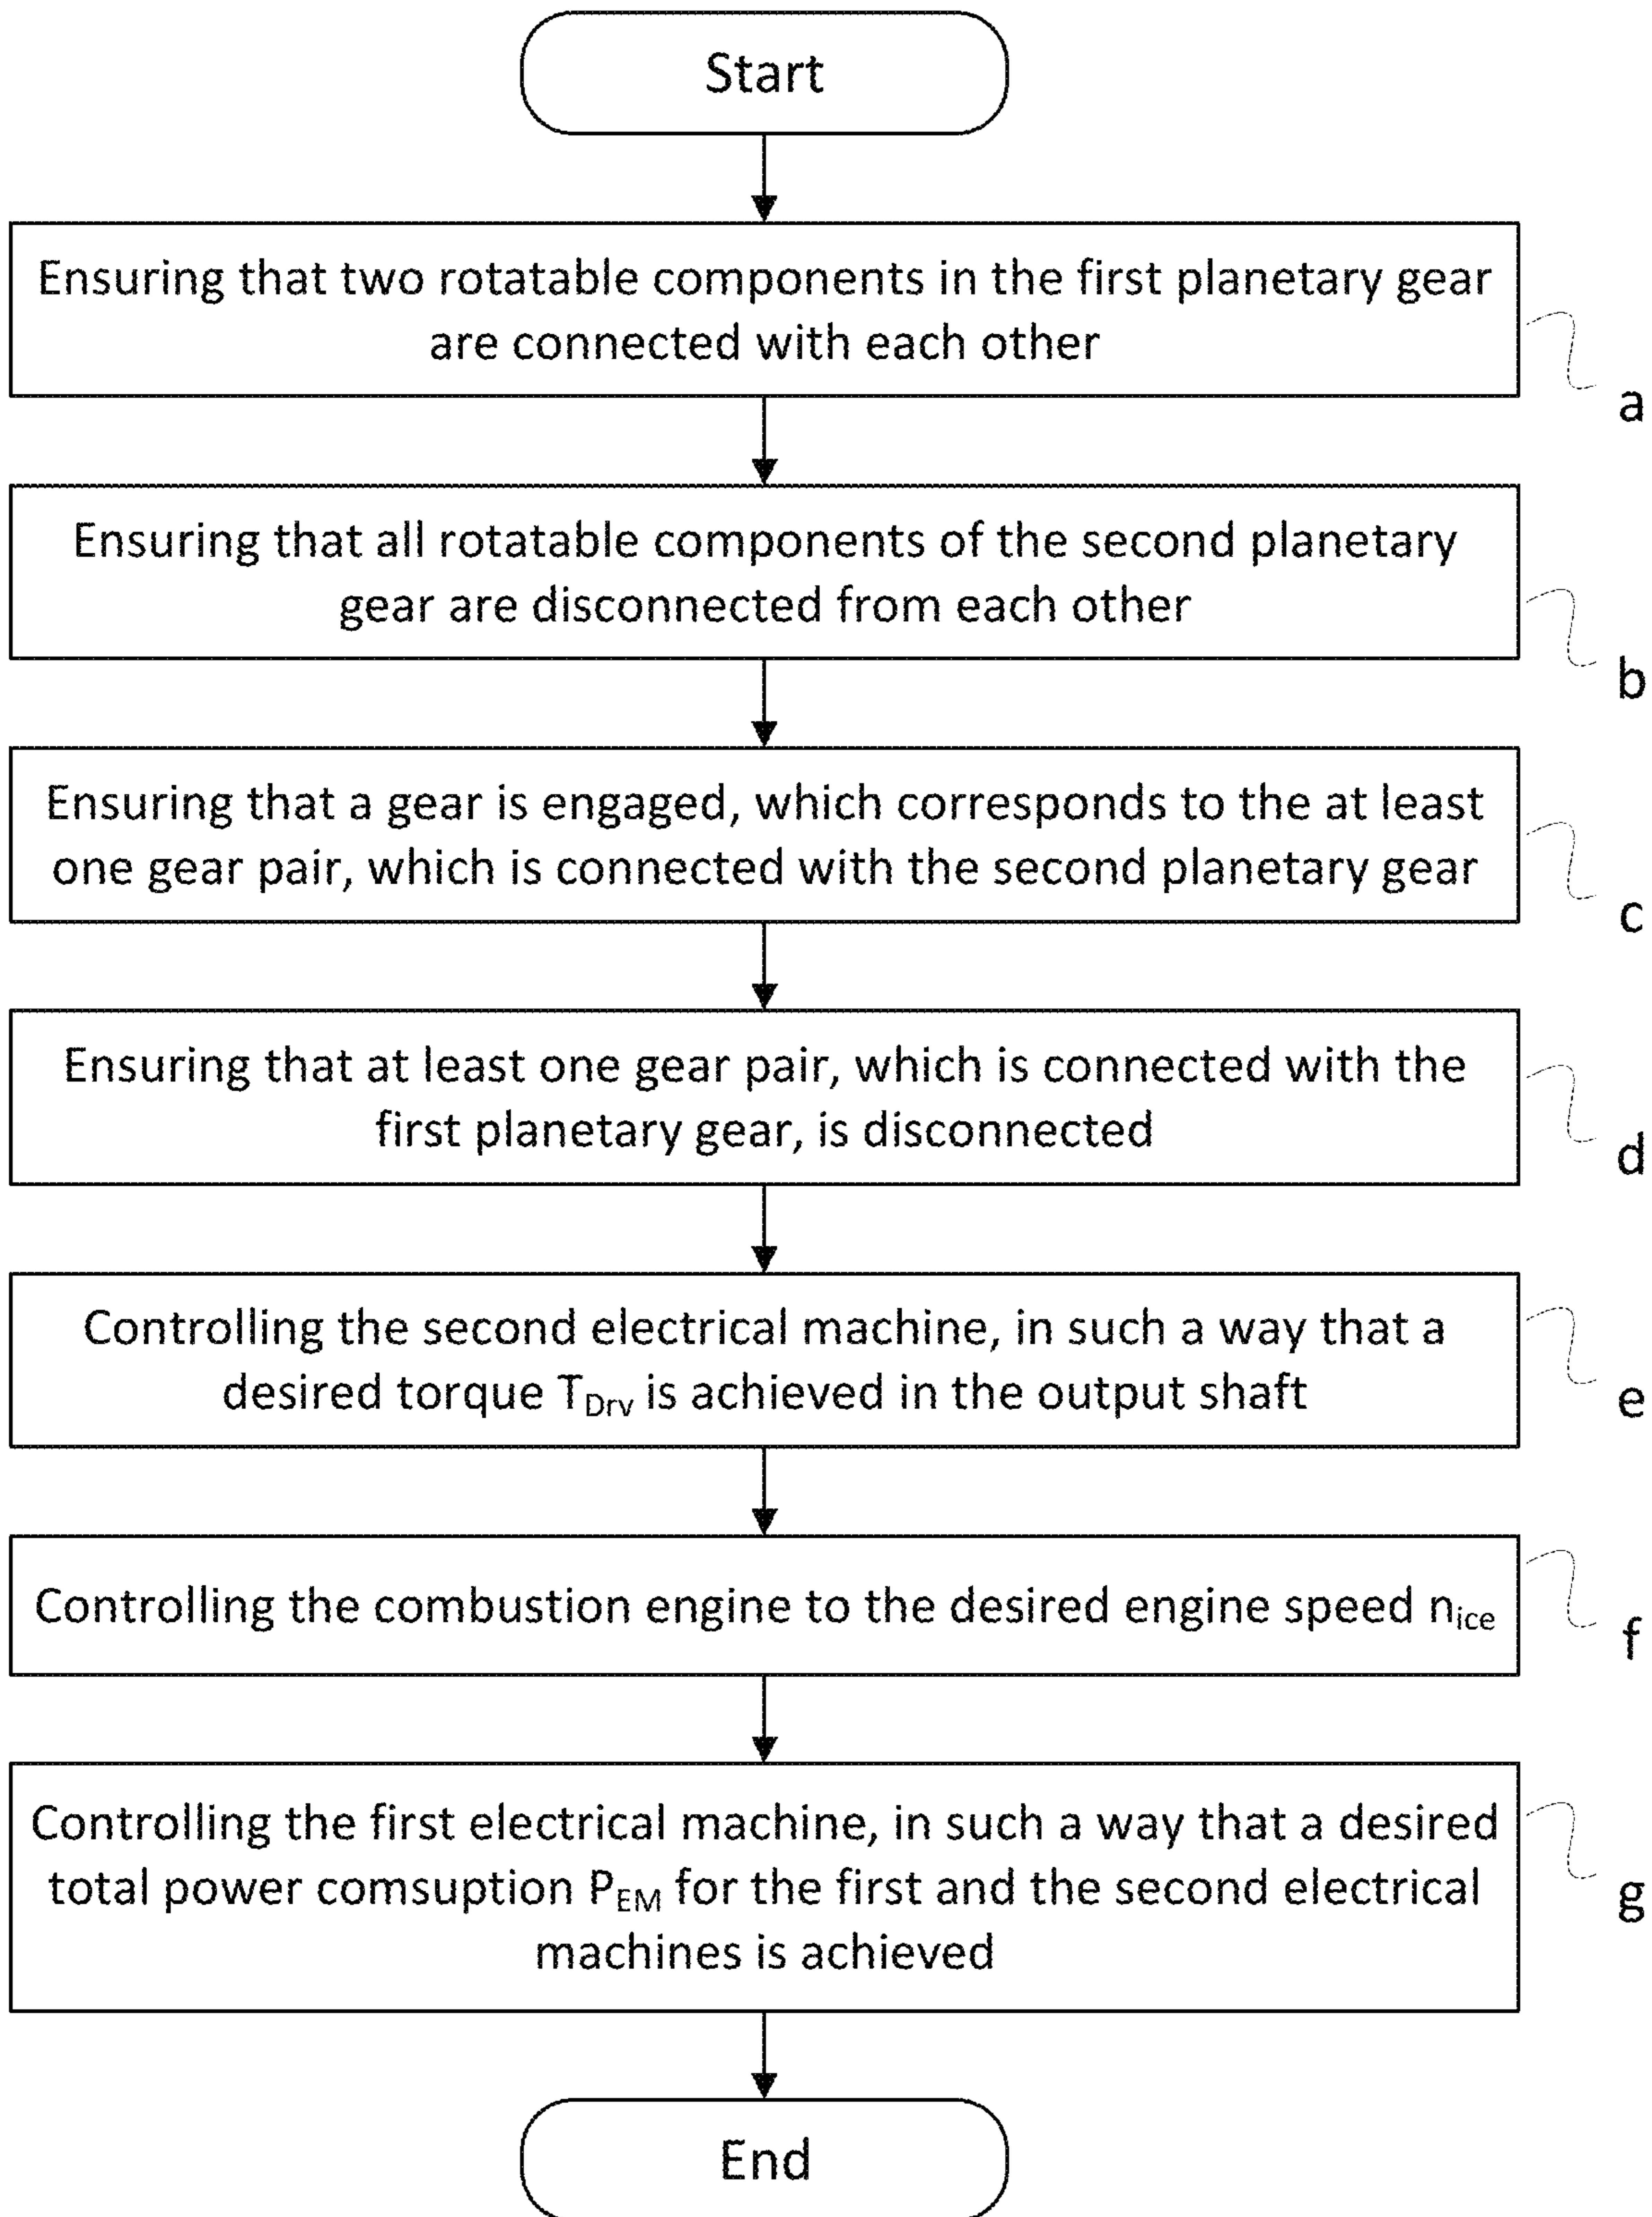 Start
Ensuring that two rotatable components in the first planetary gear
are connected with each other
a
Ensuring that all rotatable components of the second planetary
gear are disconnected from each other
b
Ensuring that a gear is engaged, which corresponds to the at least
one gear pair, which is connected with the second planetary gear
c
Ensuring that at least one gear pair, which is connected with the
first planetary gear, is disconnected
d
Controlling the second electrical machine, in such a way that a
desired torque T_Drv is achieved in the output shaft
e
Controlling the combustion engine to the desired engine speed n_ice
f
Controlling the first electrical machine, in such a way that a desired
total power comsuption P_EM for the first and the second electrical
machines is achieved
g
End